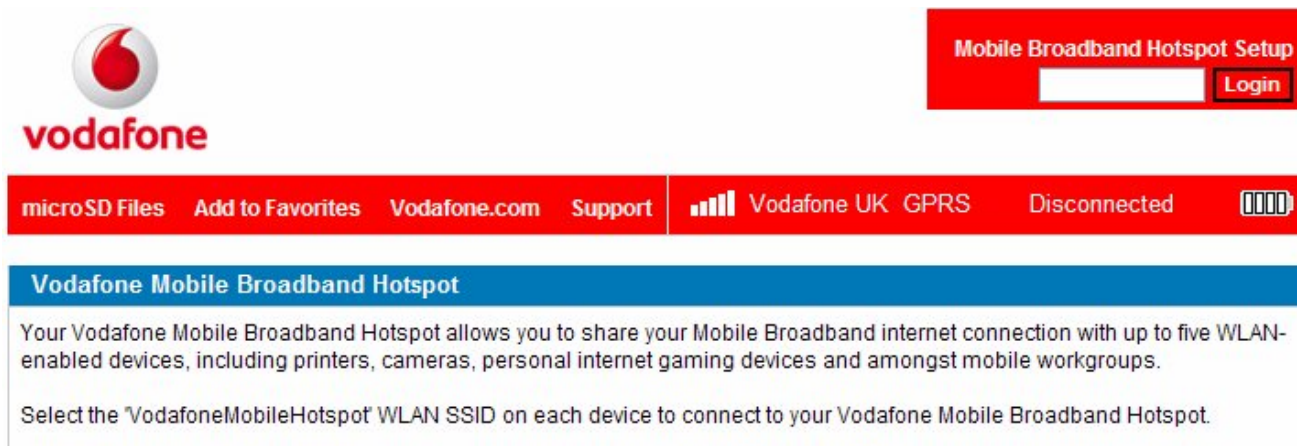 vodafone
Mobile Broadband Hotspot Setup
Login
microSD Files Add to Favorites Vodafone.com Support Vodafone UK GPRS Disconnected
Vodafone Mobile Broadband Hotspot
Your Vodafone Mobile Broadband Hotspot allows you to share your Mobile Broadband internet connection with up to five WLAN-
enabled devices, including printers, cameras, personal internet gaming devices and amongst mobile workgroups.
Select the 'VodafoneMobileHotspot' WLAN SSID on each device to connect to your Vodafone Mobile Broadband Hotspot.